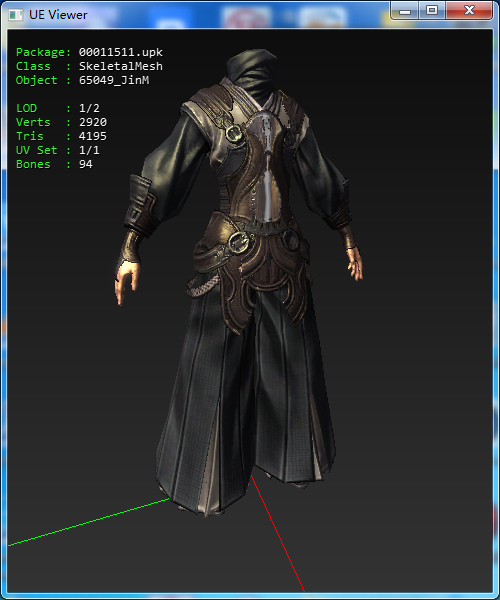 UE Viewer
Package: 00011511.upk
Class : SkeletalMesh
Object : 65049_JinM
LOD : 1/2
Verts : 2920
Tris : 4195
UV Set : 1/1
Bones : 94